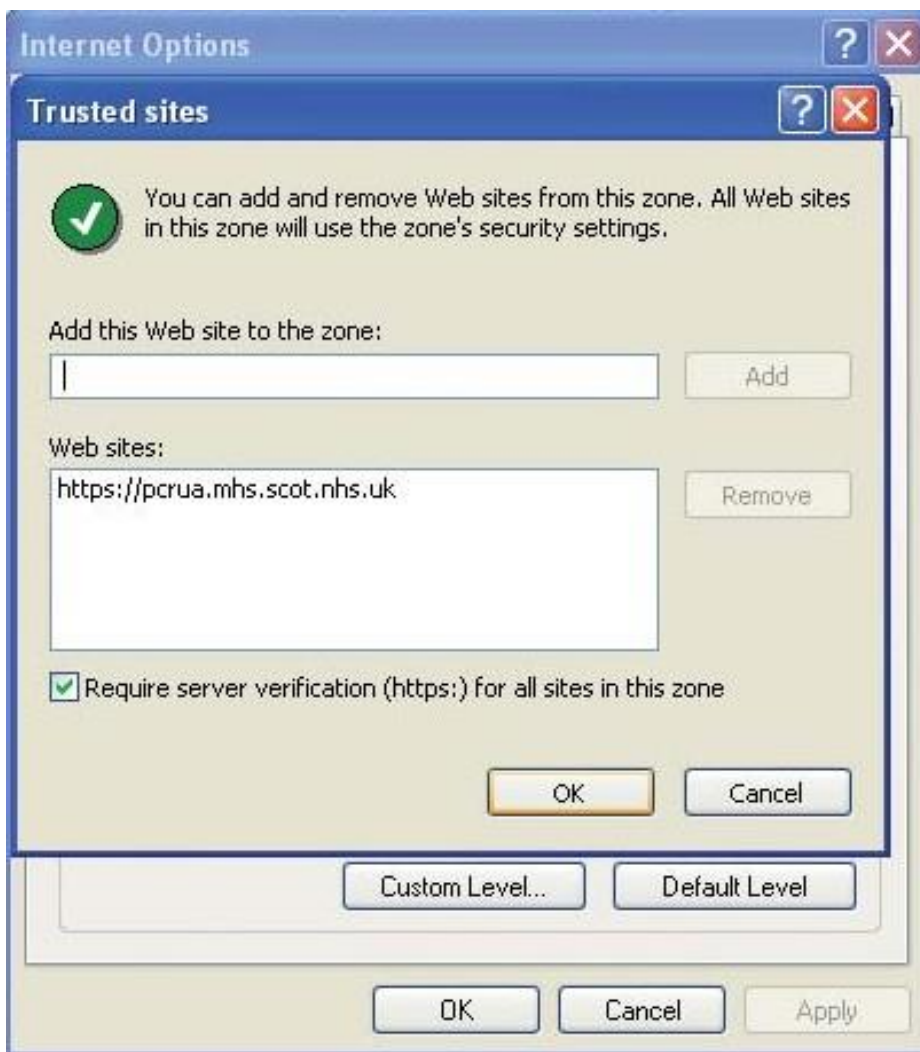 Internet Options
Trusted sites
You can add and remove Web sites from this zone. All Web sites
in this zone will use the zone's security settings.
Add this Web site to the zone:
Add
Web sites:
https://pcrua.mhs.scot.nhs.uk
Remove
Require server verification (https:) for all sites in this zone
OK
Cancel
Custom Level...
Default Level
OK
Cancel
Apply